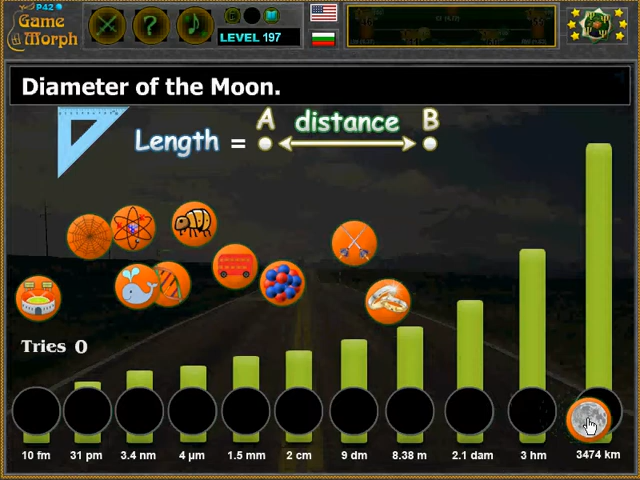 P42
Game
Morph
LEVEL 197
Diameter of the Moon.
Length =
A distance B
Tries 0
10 fm 31 pm 3.4 nm 4 μm 1.5 mm 2 cm 9 dm 8.38 m 2.1 dam 3 hm 3474 km